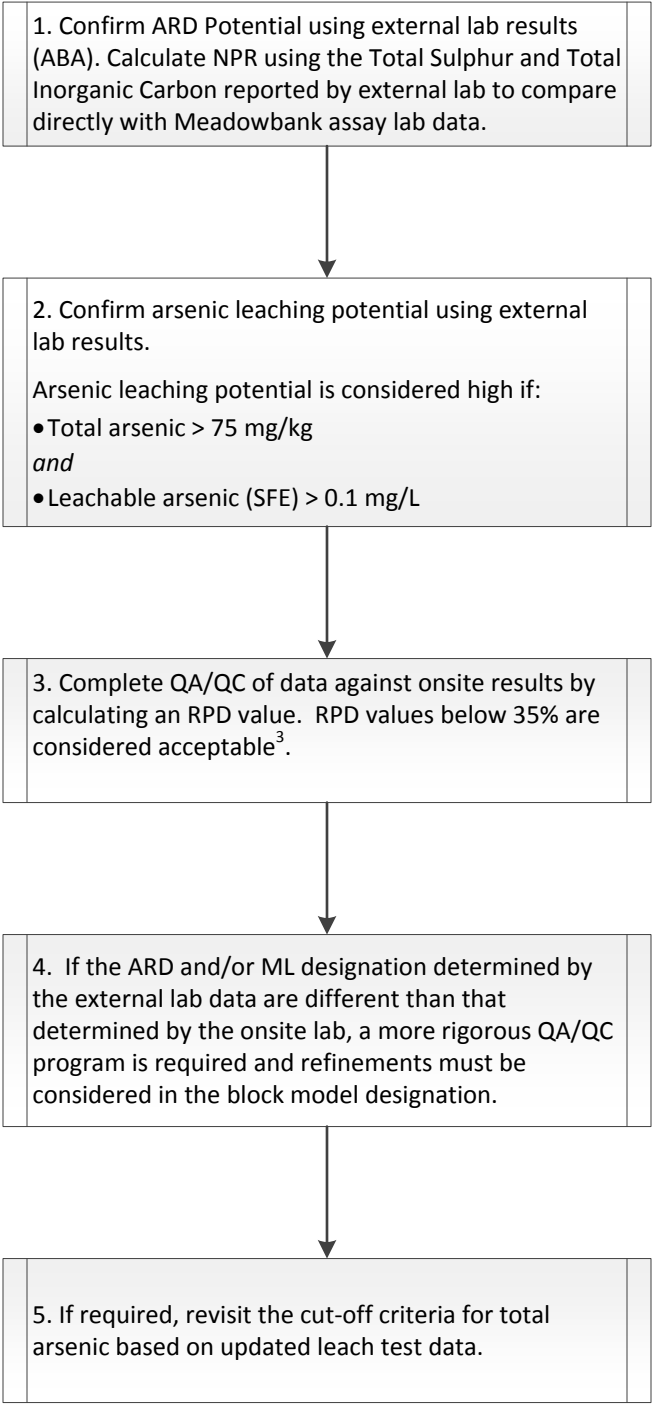 1. Confirm ARD Potential using external lab results
(ABA). Calculate NPR using the Total Sulphur and Total
Inorganic Carbon reported by external lab to compare
directly with Meadowbank assay lab data.
2. Confirm arsenic leaching potential using external
lab results.
Arsenic leaching potential is considered high if:
•Total arsenic > 75 mg/kg
and
•Leachable arsenic (SFE) > 0.1 mg/L
3. Complete QA/QC of data against onsite results by
calculating an RPD value.  RPD values below 35% are
considered acceptable³.
4.  If the ARD and/or ML designation determined by
the external lab data are different than that
determined by the onsite lab, a more rigorous QA/QC
program is required and refinements must be
considered in the block model designation.
5. If required, revisit the cut-off criteria for total
arsenic based on updated leach test data.